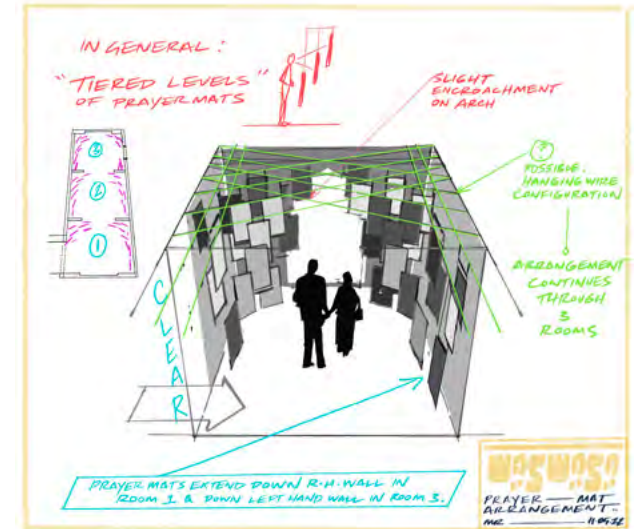 IN GENERAL :
"TIERED LEVELS"
OF PRAYER MATS
SLIGHT
ENCROACHMENT
ON ARCH
?
POSSIBLE.
HANGING WIRE
CONFIGURATION
ARRANGEMENT
CONTINUES
THROUGH
3
ROOMS
3
2
1
CLEAR
PRAYER MATS EXTEND DOWN R.H. WALL IN
ROOM 1 & DOWN LEFT HAND WALL IN ROOM 3.
PRAYER — MAT
ARRANGEMENT.